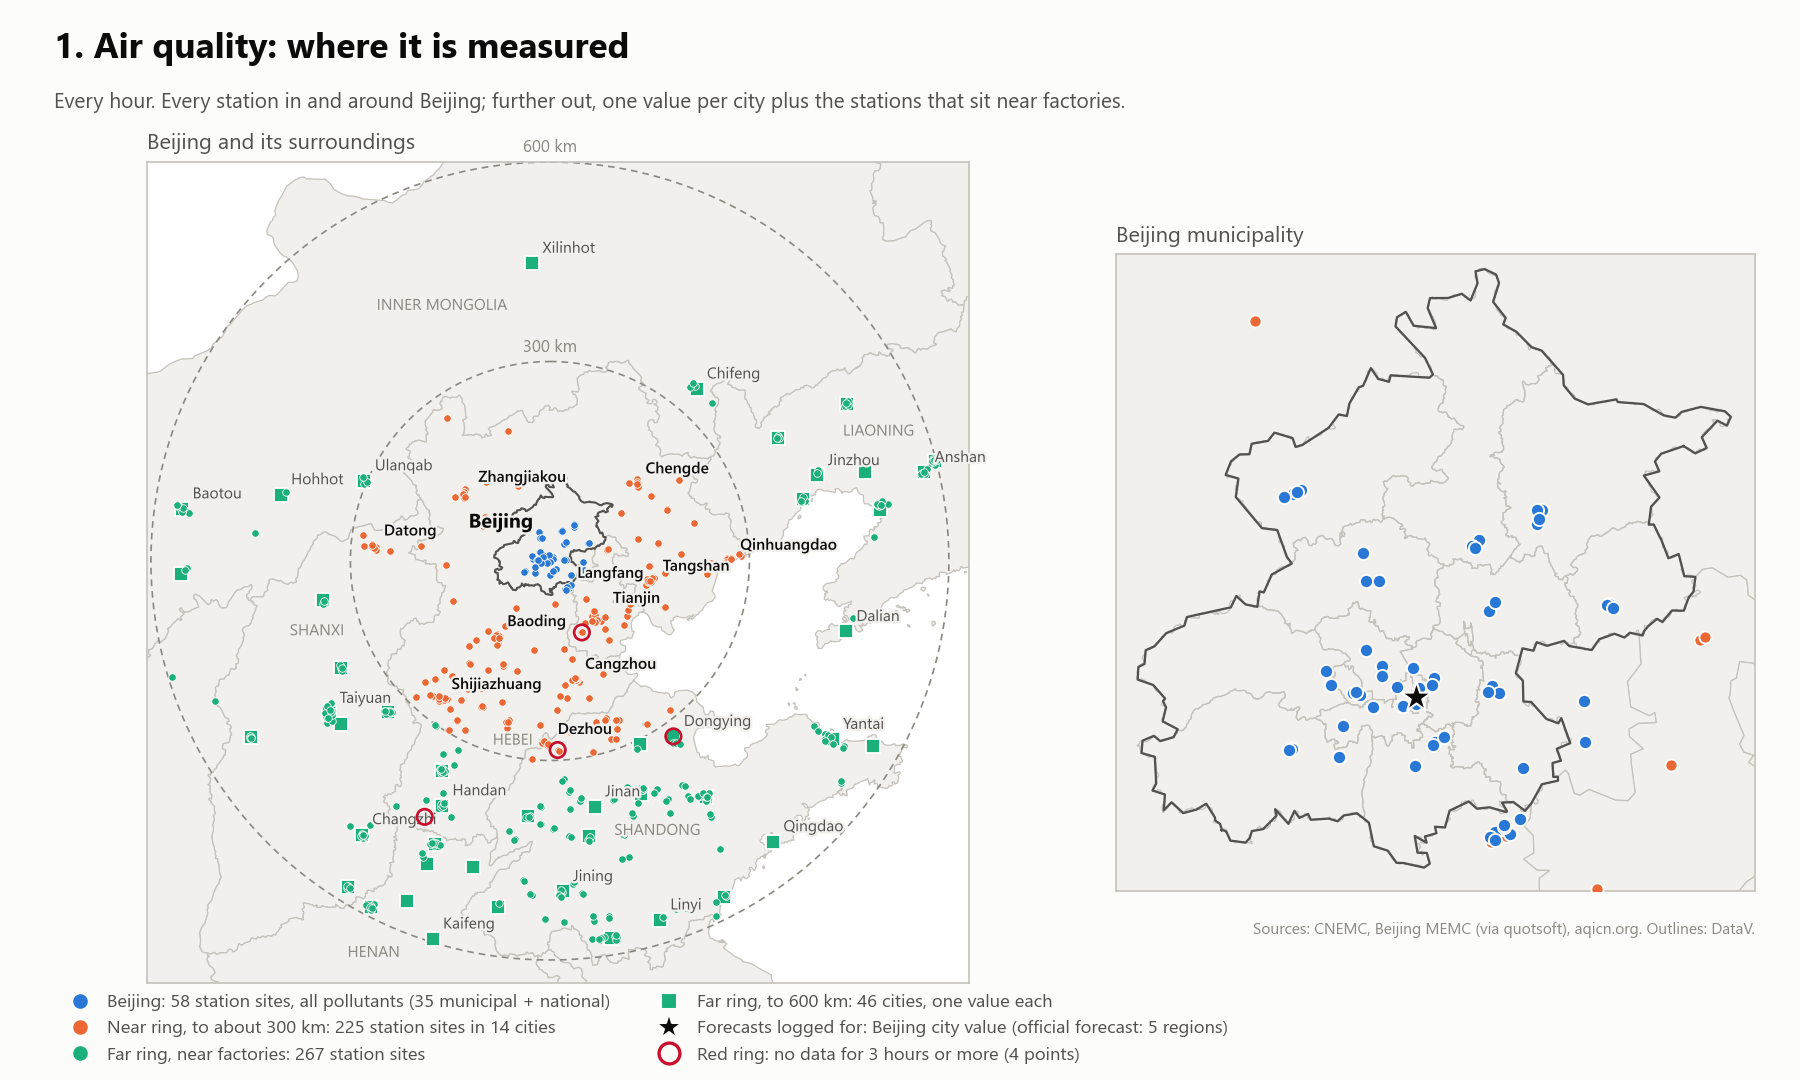 1. Air quality: where it is measured
Every hour. Every station in and around Beijing; further out, one value per city plus the stations that sit near factories.
Beijing and its surroundings
600 km
Xilinhot
INNER MONGOLIA
300 km
Chifeng
LIAONING
Anshan
Jinzhou
Ulanqab
Chengde
Zhangjiakou
Hohhot
Baotou
Beijing
Datong
Qinhuangdao
Tangshan
Langfang
Tianjin
Dalian
Baoding
SHANXI
Cangzhou
Shijiazhuang
Taiyuan
Dongying
Yantai
Dezhou
HEBEI
Handan
Jinan
Changzhi
SHANDONG
Qingdao
Jining
Linyi
Kaifeng
HENAN
Beijing municipality
Sources: CNEMC, Beijing MEMC (via quotsoft), aqicn.org. Outlines: DataV.
Beijing: 58 station sites, all pollutants (35 municipal + national)
Near ring, to about 300 km: 225 station sites in 14 cities
Far ring, near factories: 267 station sites
Far ring, to 600 km: 46 cities, one value each
Forecasts logged for: Beijing city value (official forecast: 5 regions)
Red ring: no data for 3 hours or more (4 points)